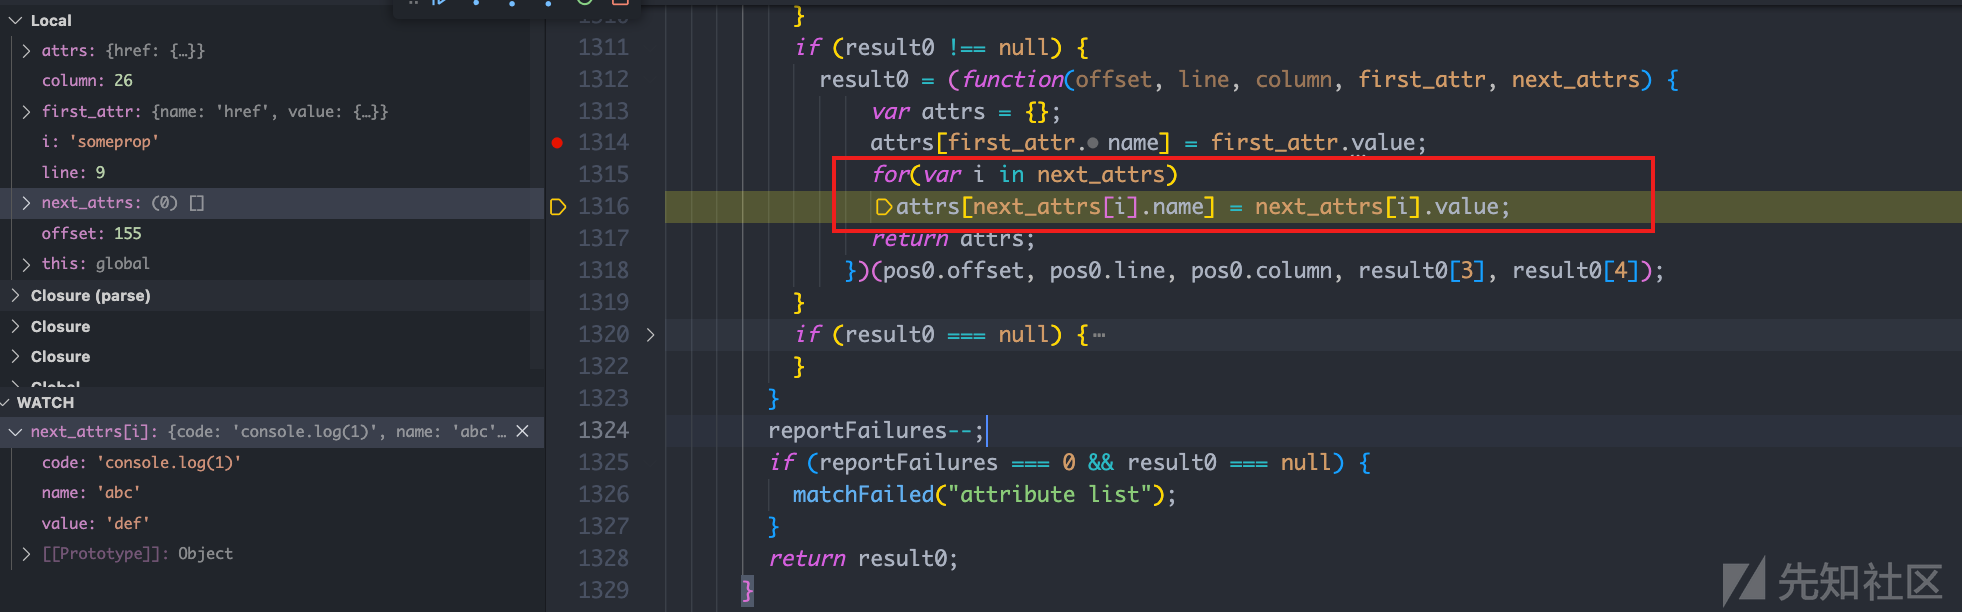 Local
attrs: {href: {…}}
column: 26
first_attr: {name: 'href', value: {…}}
i: 'someprop'
line: 9
next_attrs: (0) []
offset: 155
this: global
Closure (parse)
Closure
Closure
Global
WATCH
next_attrs[i]: {code: 'console.log(1)', name: 'abc'…
code: 'console.log(1)'
name: 'abc'
value: 'def'
[[Prototype]]: Object
1310 }
1311 if (result0 !== null) {
1312 result0 = (function(offset, line, column, first_attr, next_attrs) {
1313 var attrs = {};
1314 attrs[first_attr. name] = first_attr.value;
1315 for(var i in next_attrs)
1316 attrs[next_attrs[i].name] = next_attrs[i].value;
1317 return attrs;
1318 })(pos0.offset, pos0.line, pos0.column, result0[3], result0[4]);
1319 }
1320 if (result0 === null) {…
1322 }
1323 }
1324 reportFailures--;
1325 if (reportFailures === 0 && result0 === null) {
1326 matchFailed("attribute list");
1327 }
1328 return result0;
1329 }
先知社区